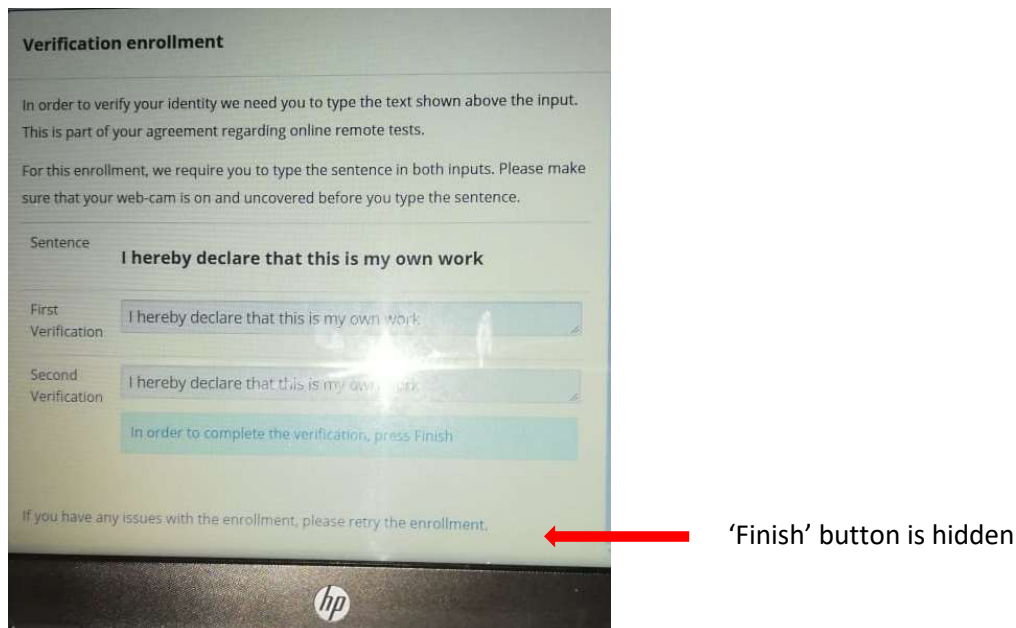 Verification enrollment
In order to verify your identity we need you to type the text shown above the input.
This is part of your agreement regarding online remote tests.
For this enrollment, we require you to type the sentence in both inputs. Please make
sure that your web-cam is on and uncovered before you type the sentence.
Sentence
I hereby declare that this is my own work
First
Verification
I hereby declare that this is my own work
Second
Verification
I hereby declare that this is my own work
In order to complete the verification, press Finish
If you have any issues with the enrollment, please retry the enrollment.
‘Finish’ button is hidden
hp